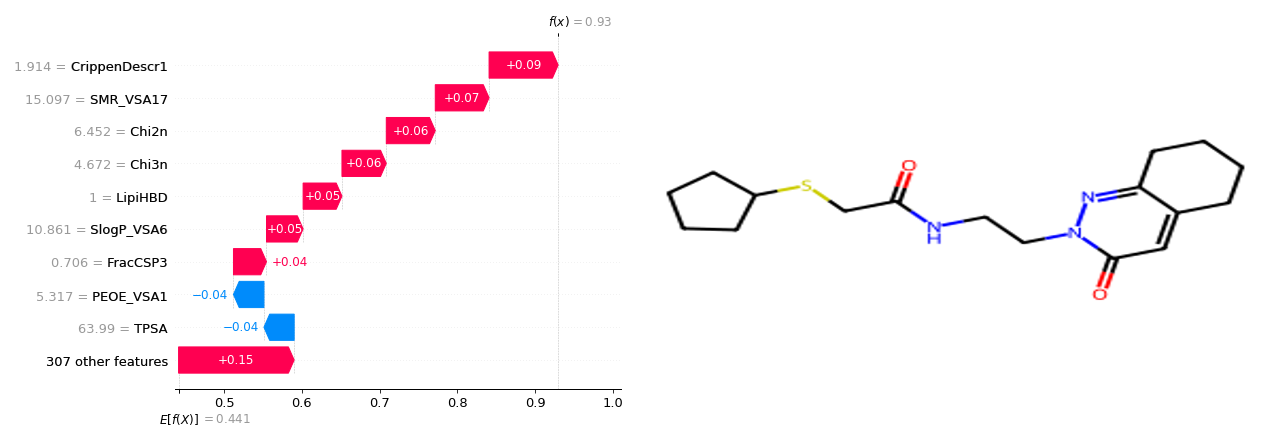 f(x) = 0.93
1.914 = CrippenDescr1
+0.09
15.097 = SMR_VSA17
+0.07
6.452 = Chi2n
+0.06
4.672 = Chi3n
+0.06
1 = LipiHBD
+0.05
10.861 = SlogP_VSA6
+0.05
0.706 = FracCSP3
+0.04
5.317 = PEOE_VSA1
−0.04
63.99 = TPSA
−0.04
307 other features
+0.15
0.5 0.6 0.7 0.8 0.9 1.0
E[f(X)] = 0.441
S
O
N
H
N
N
O